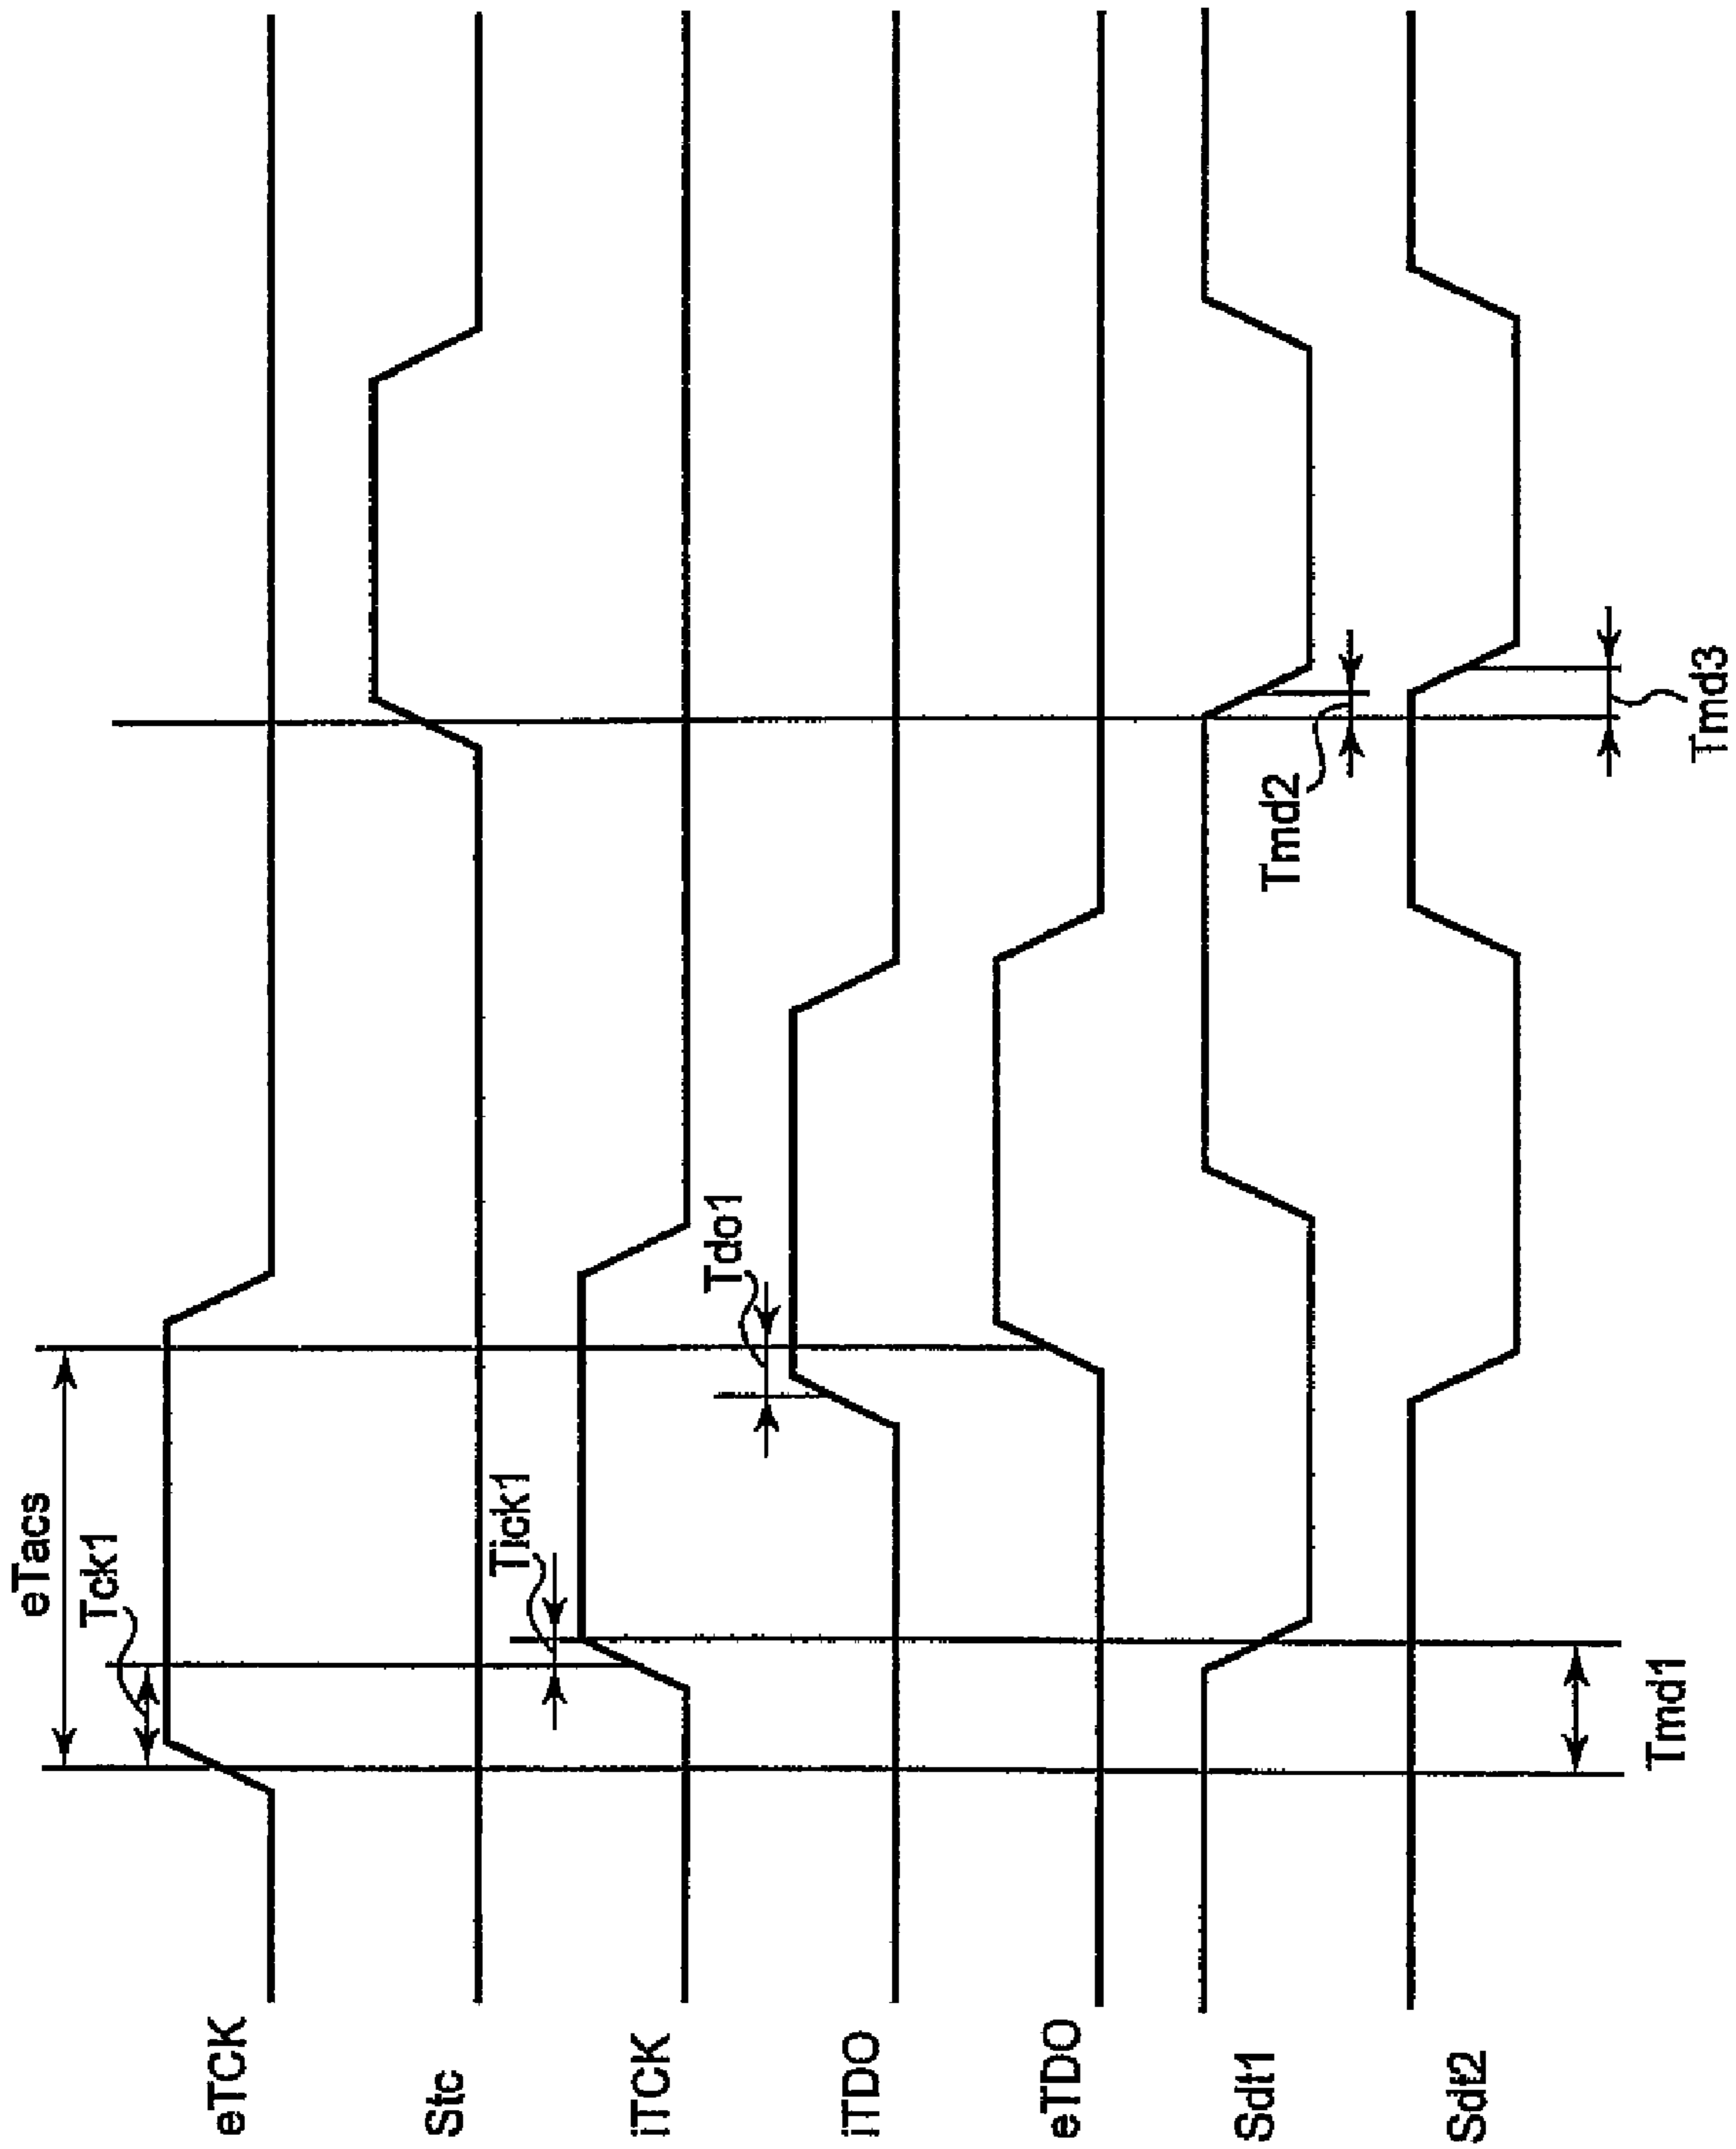 eTacs
Tck1
eTCK
Stc
Tick1
iTCK
Tdo1
iTDO
eTDO
Sdt1
Tmd2
Sdt2
Tmd1
Tmd3